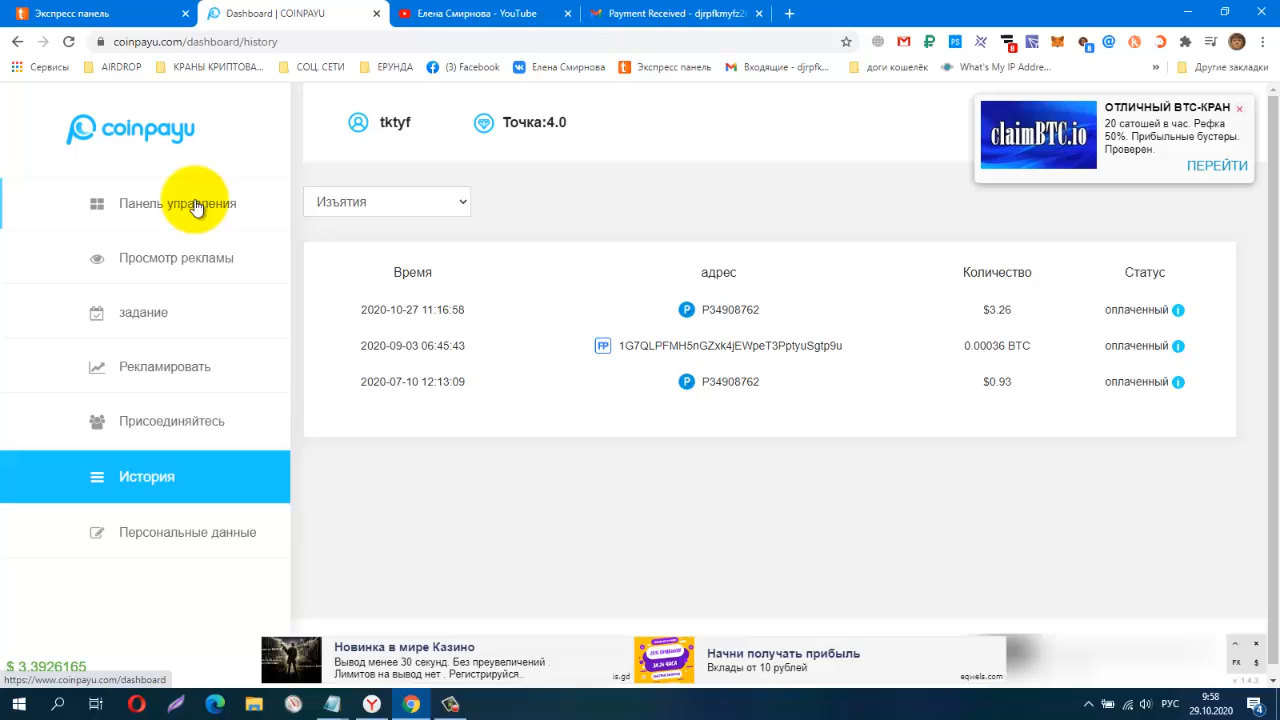 Экспресс панель
Dashboard | COINPAYU
Елена Смирнова - YouTube
Payment Received - djrpfkmyfz2
coinpayu.com/dashboard/history
Сервисы
AIRDROP
КРАНЫ КРИПТОВА...
СОЦ. СЕТИ
ЕРУНДА
(3) Facebook
Елена Смирнова
Экспресс панель
Входящие - djrpfk...
доги кошелёк
What's My IP Addre...
»
Другие закладки
coinpayu
tktyf
Точка:4.0
claimBTC.io
ОТЛИЧНЫЙ BTC-КРАН
20 сатошей в час. Рефка
50%. Прибыльные бустеры.
Проверен.
ПЕРЕЙТИ
Панель управления
Просмотр рекламы
задание
Рекламировать
Присоединяйтесь
История
Персональные данные
Изъятия
Время адрес Количество Статус
2020-10-27 11:16:58 P P34908762 $3.26 оплаченный
2020-09-03 06:45:43 FP 1G7QLPFMH5nGZxk4jEWpeT3PptyuSgtp9u 0.00036 BTC оплаченный
2020-07-10 12:13:09 P P34908762 $0.93 оплаченный
$ 3.3926165
https://www.coinpayu.com/dashboard
Новинка в мире Казино
Вывод менее 30 секунд. Без преувеличений .
Лимитов на вывод нет . Регистрируйся..
is.gd
Начни получать прибыль
Вклады от 10 рублей
eqwels.com
FX $
v 1.4.3
РУС
9:58
29.10.2020